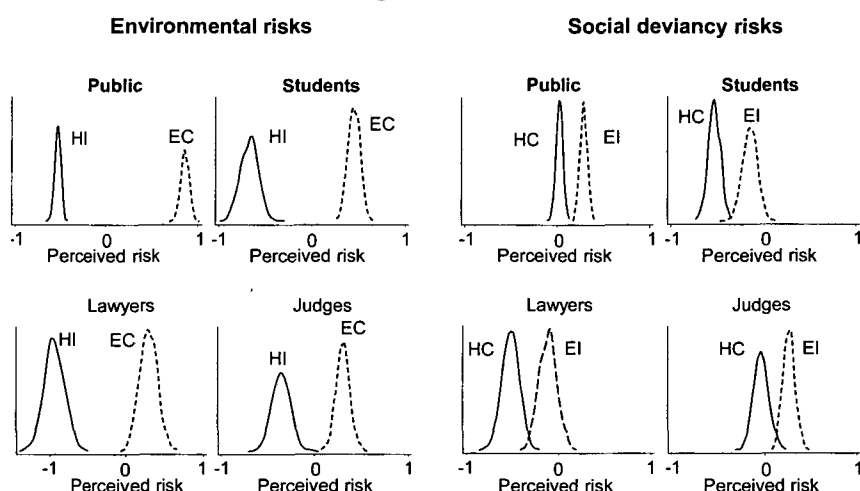 Environmental risks
Social deviancy risks
Public
Students
Public
Students
HI
EC
HI
EC
HC
EI
HC
EI
-1 0 1
-1 0 1
-1 0 1
-1 0 1
Perceived risk
Perceived risk
Perceived risk
Perceived risk
Lawyers
Judges
Lawyers
Judges
HI
EC
HI
EC
HC
EI
HC
EI
-1 0 1
-1 0 1
-1 0 1
-1 0 1
Perceived risk
Perceived risk
Perceived risk
Perceived risk